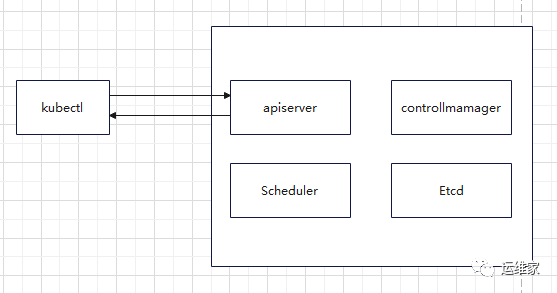 kubectl
apiserver
controllmamager
Scheduler
Etcd
运维家